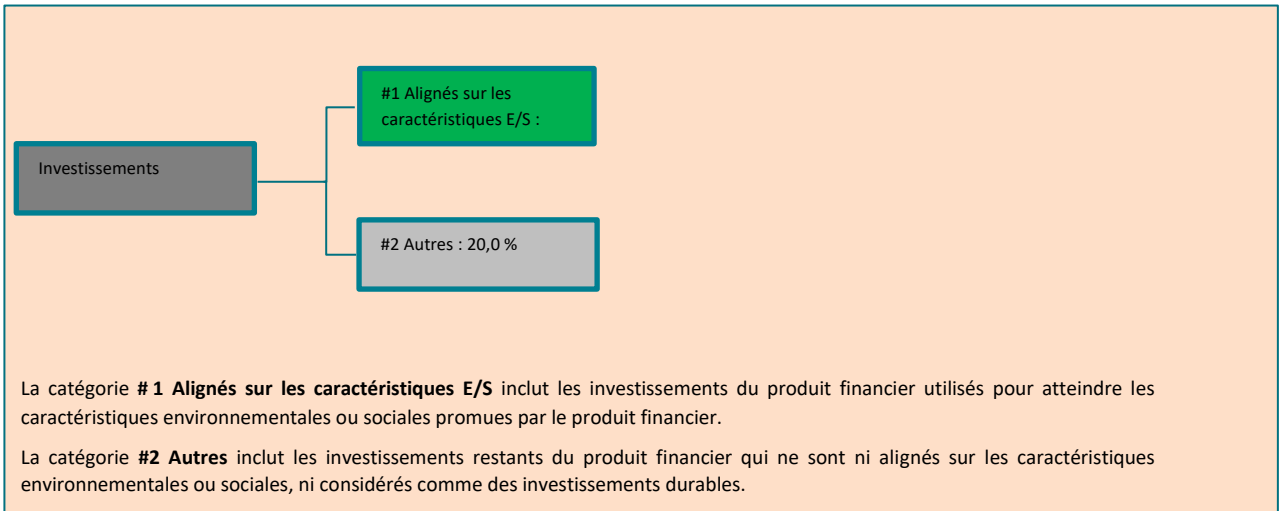 #1 Alignés sur les
caractéristiques E/S :
Investissements
#2 Autres : 20,0 %
La catégorie # 1 Alignés sur les caractéristiques E/S inclut les investissements du produit financier utilisés pour atteindre les
caractéristiques environnementales ou sociales promues par le produit financier.
La catégorie #2 Autres inclut les investissements restants du produit financier qui ne sont ni alignés sur les caractéristiques
environnementales ou sociales, ni considérés comme des investissements durables.